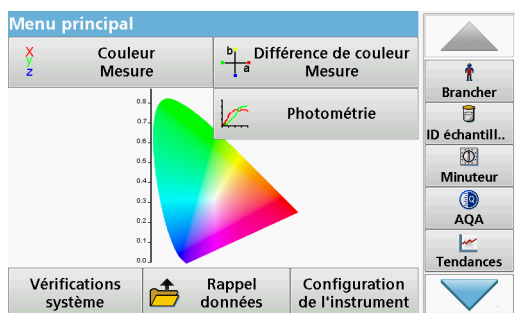 Menu principal
X
y
z
Couleur
Mesure
b
a
Différence de couleur
Mesure
Photométrie
0.8
0.7
0.6
0.5
0.4
0.3
0.2
0.1
0.0
Vérifications
système
Rappel
données
Configuration
de l'instrument
Brancher
ID échantill..
Minuteur
AQA
Tendances